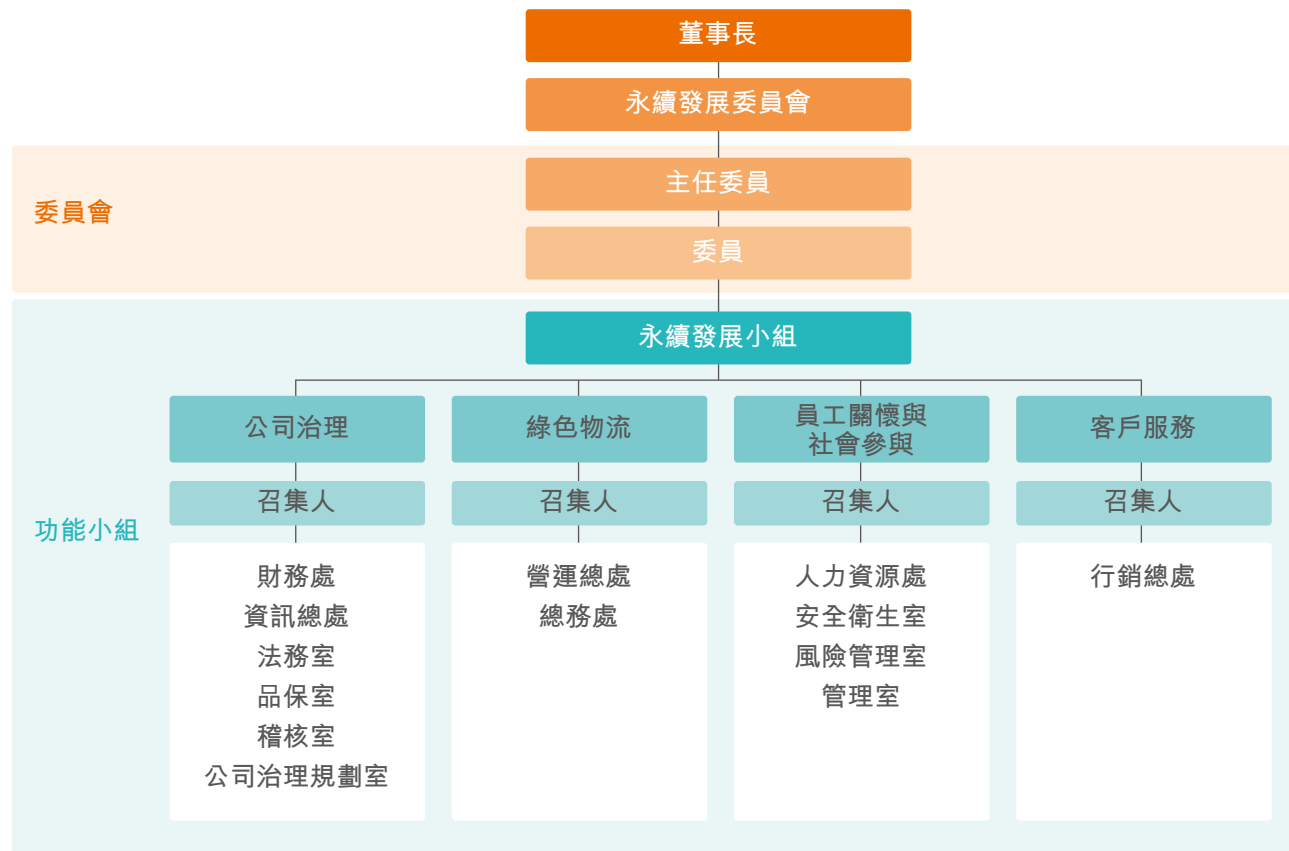 董事長
永續發展委員會
委員會
主任委員
委員
功能小組
永續發展小組
公司治理
召集人
財務處
資訊總處
法務室
品保室
稽核室
公司治理規劃室
綠色物流
召集人
營運總處
總務處
員工關懷與
社會參與
召集人
人力資源處
安全衛生室
風險管理室
管理室
客戶服務
召集人
行銷總處